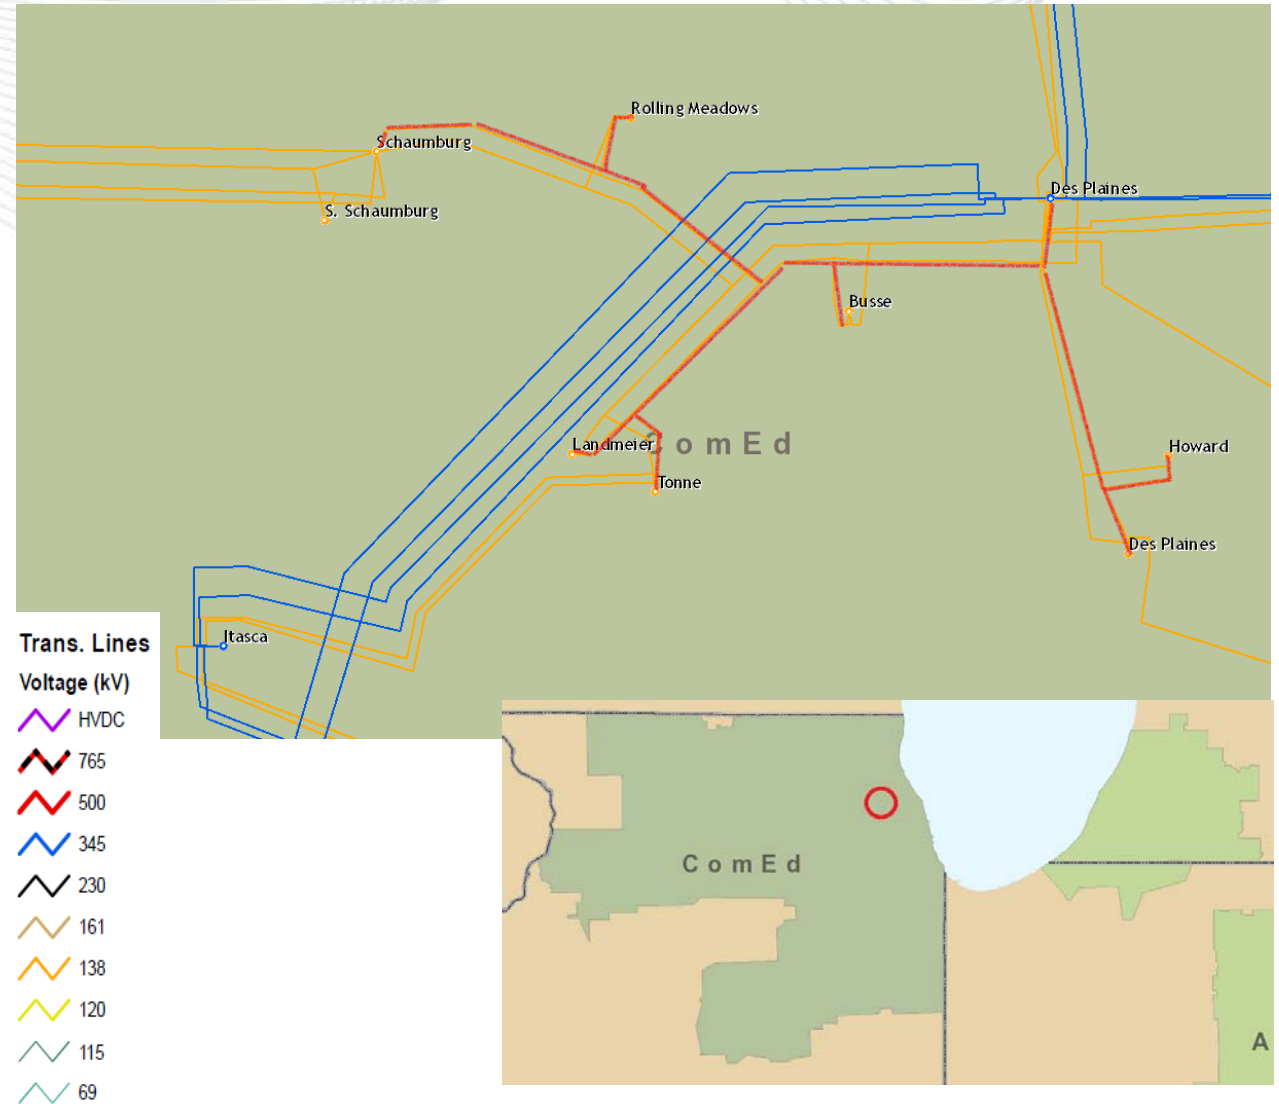 Rolling Meadows
Schaumburg
Des Plaines
S. Schaumburg
Busse
Landmeier
ComEd
Howard
Tonne
Des Plaines
Itasca
Trans. Lines
Voltage (kV)
HVDC
765
500
345
230
161
138
120
115
69
ComEd
A